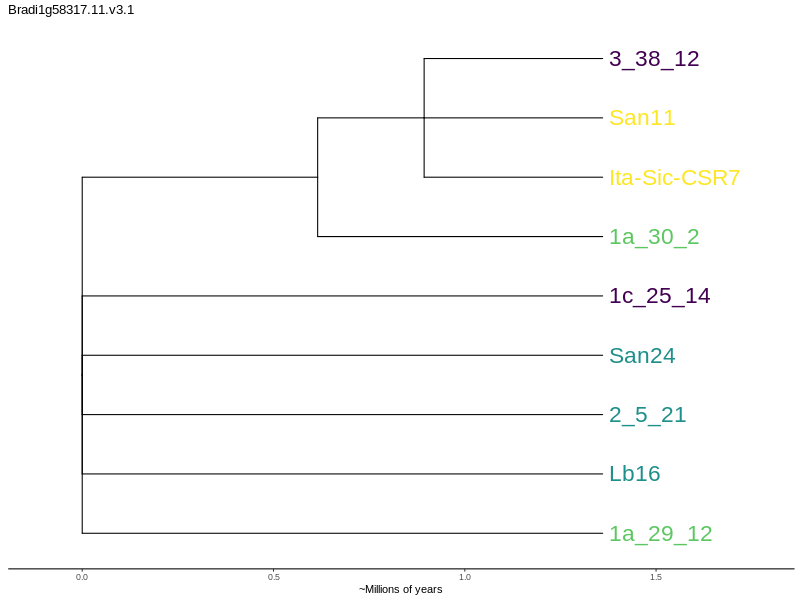 Bradi1g58317.11.v3.1
3_38_12
San11
Ita-Sic-CSR7
1a_30_2
1c_25_14
San24
2_5_21
Lb16
1a_29_12
0.0 0.5 1.0 1.5
~Millions of years